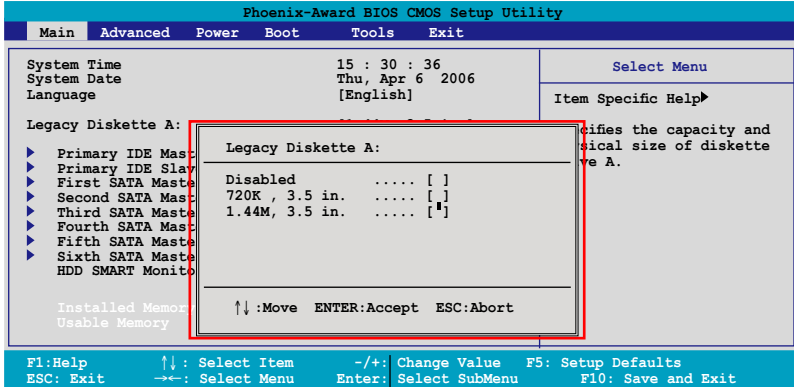 Phoenix-Award BIOS CMOS Setup Utility
Main Advanced Power Boot Tools Exit
System Time 15 : 30 : 36
System Date Thu, Apr 6 2006
Language [English]
Legacy Diskette A:
Primary IDE Mast
Primary IDE Slav
First SATA Maste
Second SATA Maste
Third SATA Maste
Fourth SATA Maste
Fifth SATA Maste
Sixth SATA Maste
HDD SMART Monito
Installed Memory
Usable Memory
Legacy Diskette A:
Disabled ..... [ ]
720K , 3.5 in. ..... [ ]
1.44M, 3.5 in. ..... [▘]
↑↓ :Move ENTER:Accept ESC:Abort
Select Menu
Item Specific Help▶
cifies the capacity and
sical size of diskette
ve A.
F1:Help ↑↓ : Select Item -/+: Change Value F5: Setup Defaults
ESC: Exit →←: Select Menu Enter: Select SubMenu F10: Save and Exit